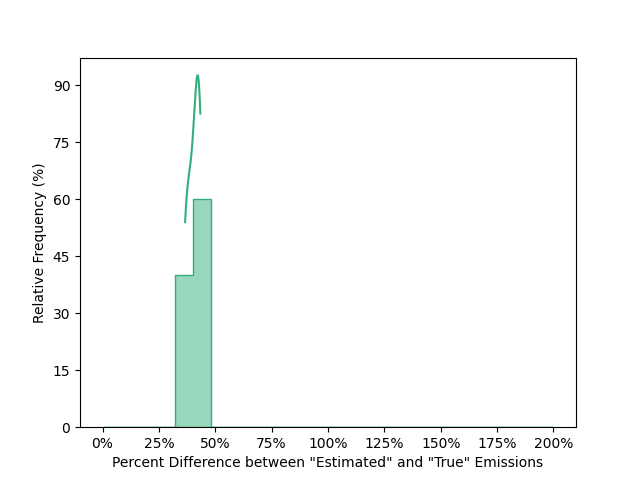 90
75
60
45
30
15
0
Relative Frequency (%)
0% 25% 50% 75% 100% 125% 150% 175% 200%
Percent Difference between "Estimated" and "True" Emissions